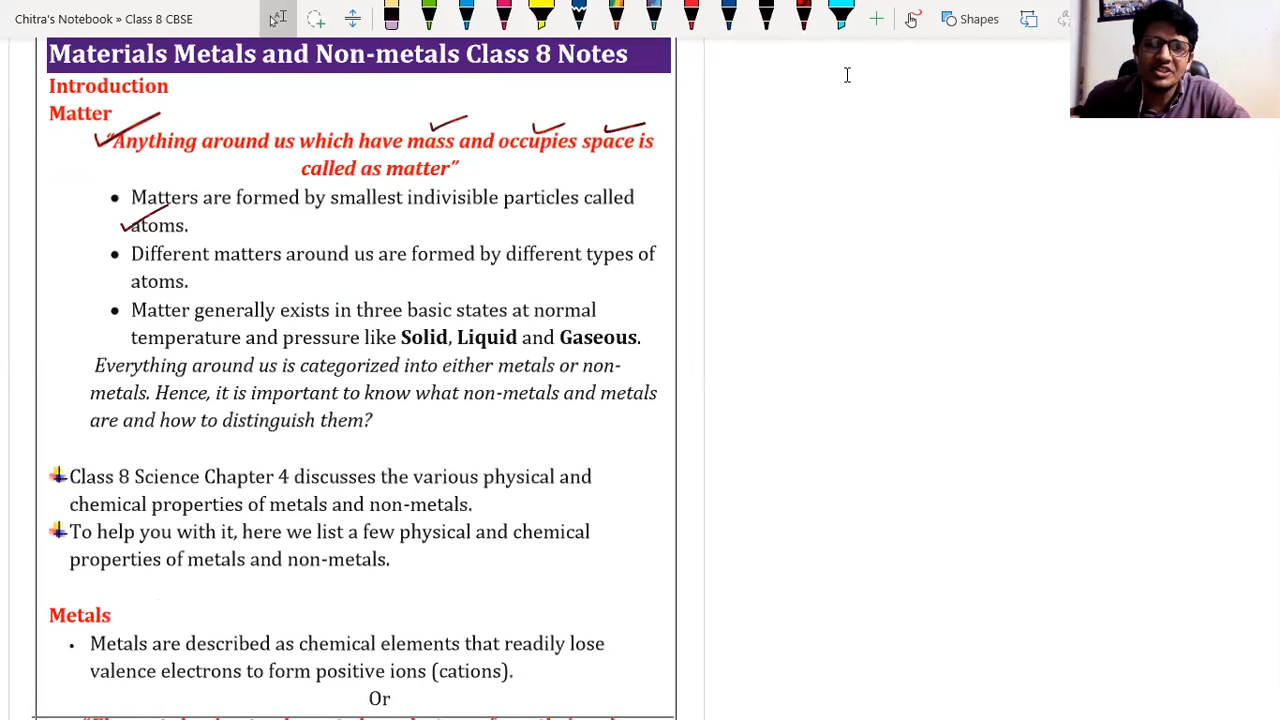 Chitra's Notebook » Class 8 CBSE
Shapes
Materials Metals and Non-metals Class 8 Notes
Introduction
Matter
"Anything around us which have mass and occupies space is
called as matter"
• Matters are formed by smallest indivisible particles called
atoms.
• Different matters around us are formed by different types of
atoms.
• Matter generally exists in three basic states at normal
temperature and pressure like Solid, Liquid and Gaseous.
Everything around us is categorized into either metals or non-
metals. Hence, it is important to know what non-metals and metals
are and how to distinguish them?
Class 8 Science Chapter 4 discusses the various physical and
chemical properties of metals and non-metals.
To help you with it, here we list a few physical and chemical
properties of metals and non-metals.
Metals
• Metals are described as chemical elements that readily lose
valence electrons to form positive ions (cations).
Or